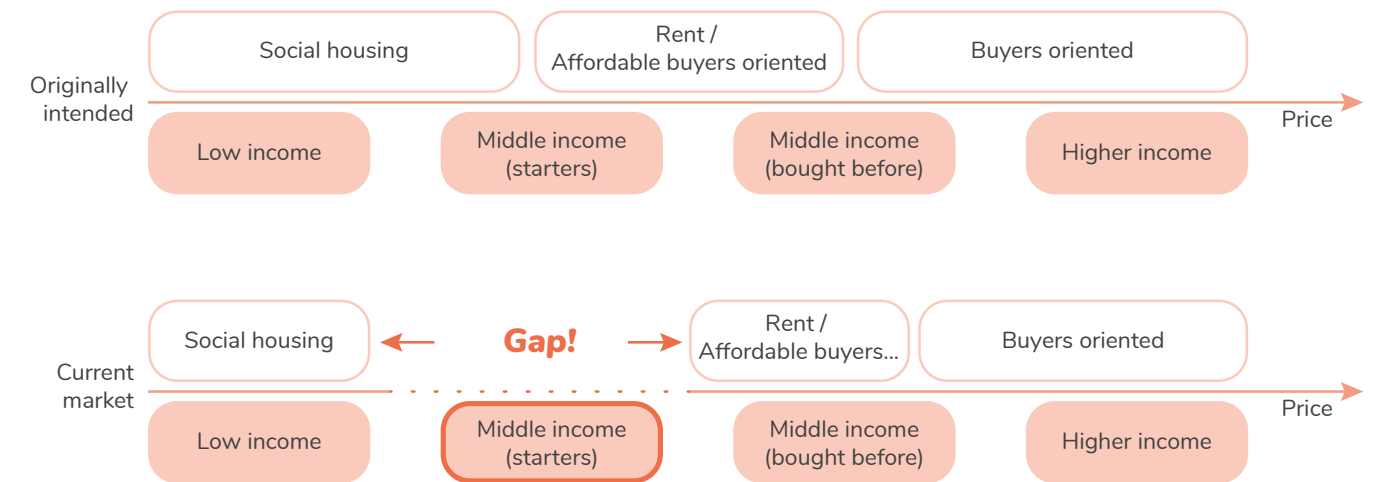 Social housing
Rent /
Affordable buyers oriented
Buyers oriented
Originally
intended
Price
Low income
Middle income
(starters)
Middle income
(bought before)
Higher income
Social housing
Gap!
Rent /
Affordable buyers...
Buyers oriented
Current
market
Price
Low income
Middle income
(starters)
Middle income
(bought before)
Higher income